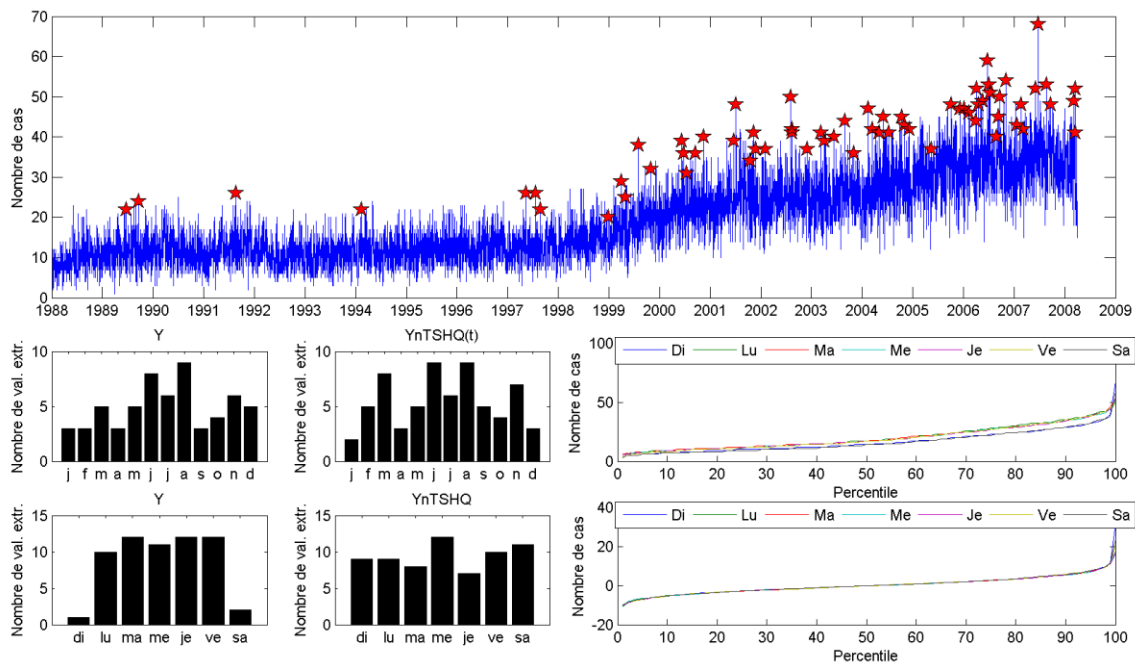 70
60
50
40
30
20
10
0
Nombre de cas
1988 1989 1990 1991 1992 1993 1994 1995 1996 1997 1998 1999 2000 2001 2002 2003 2004 2005 2006 2007 2008 2009
Y
10
5
0
Nombre de val. extr.
j f m a m j j a s o n d
YnTSHQ(t)
10
5
0
Nombre de val. extr.
j f m a m j j a s o n d
100
50
0
Nombre de cas
Di Lu Ma Me Je Ve Sa
10 20 30 40 50 60 70 80 90 100
Percentile
Y
15
10
5
0
Nombre de val. extr.
di lu ma me je ve sa
YnTSHQ
15
10
5
0
Nombre de val. extr.
di lu ma me je ve sa
40
20
0
-20
Nombre de cas
Di Lu Ma Me Je Ve Sa
10 20 30 40 50 60 70 80 90 100
Percentile